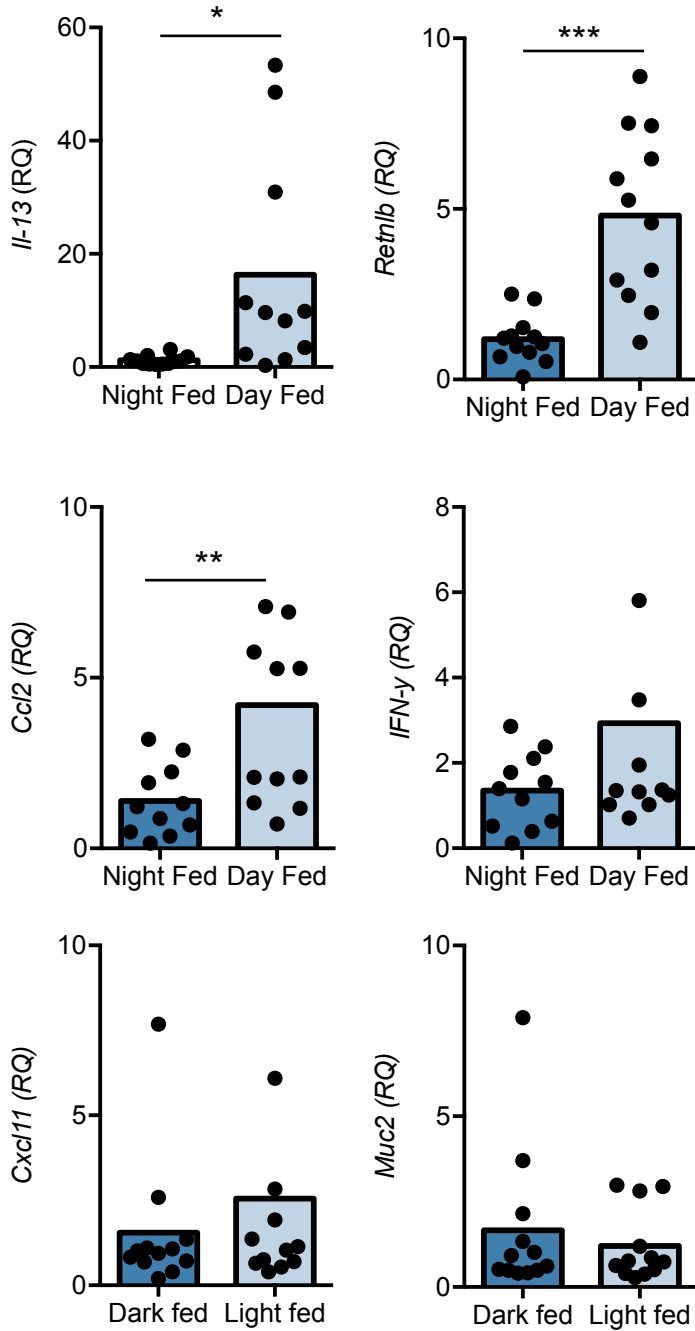 *
60
40
20
0
Il-13 (RQ)
Night Fed Day Fed
***
10
5
0
Retnlb (RQ)
Night Fed Day Fed
**
10
5
0
Ccl2 (RQ)
Night Fed Day Fed
8
6
4
2
0
IFN-y (RQ)
Night Fed Day Fed
10
5
0
Cxcl11 (RQ)
Dark fed Light fed
10
5
0
Muc2 (RQ)
Dark fed Light fed